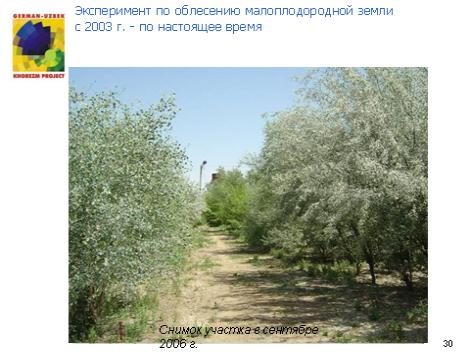 GERMAN-UZBEK
KHOREZM PROJECT
Эксперимент по облесению малоплодородной земли
с 2003 г. - по настоящее время
Снимок участка в сентябре
2006 г.
30